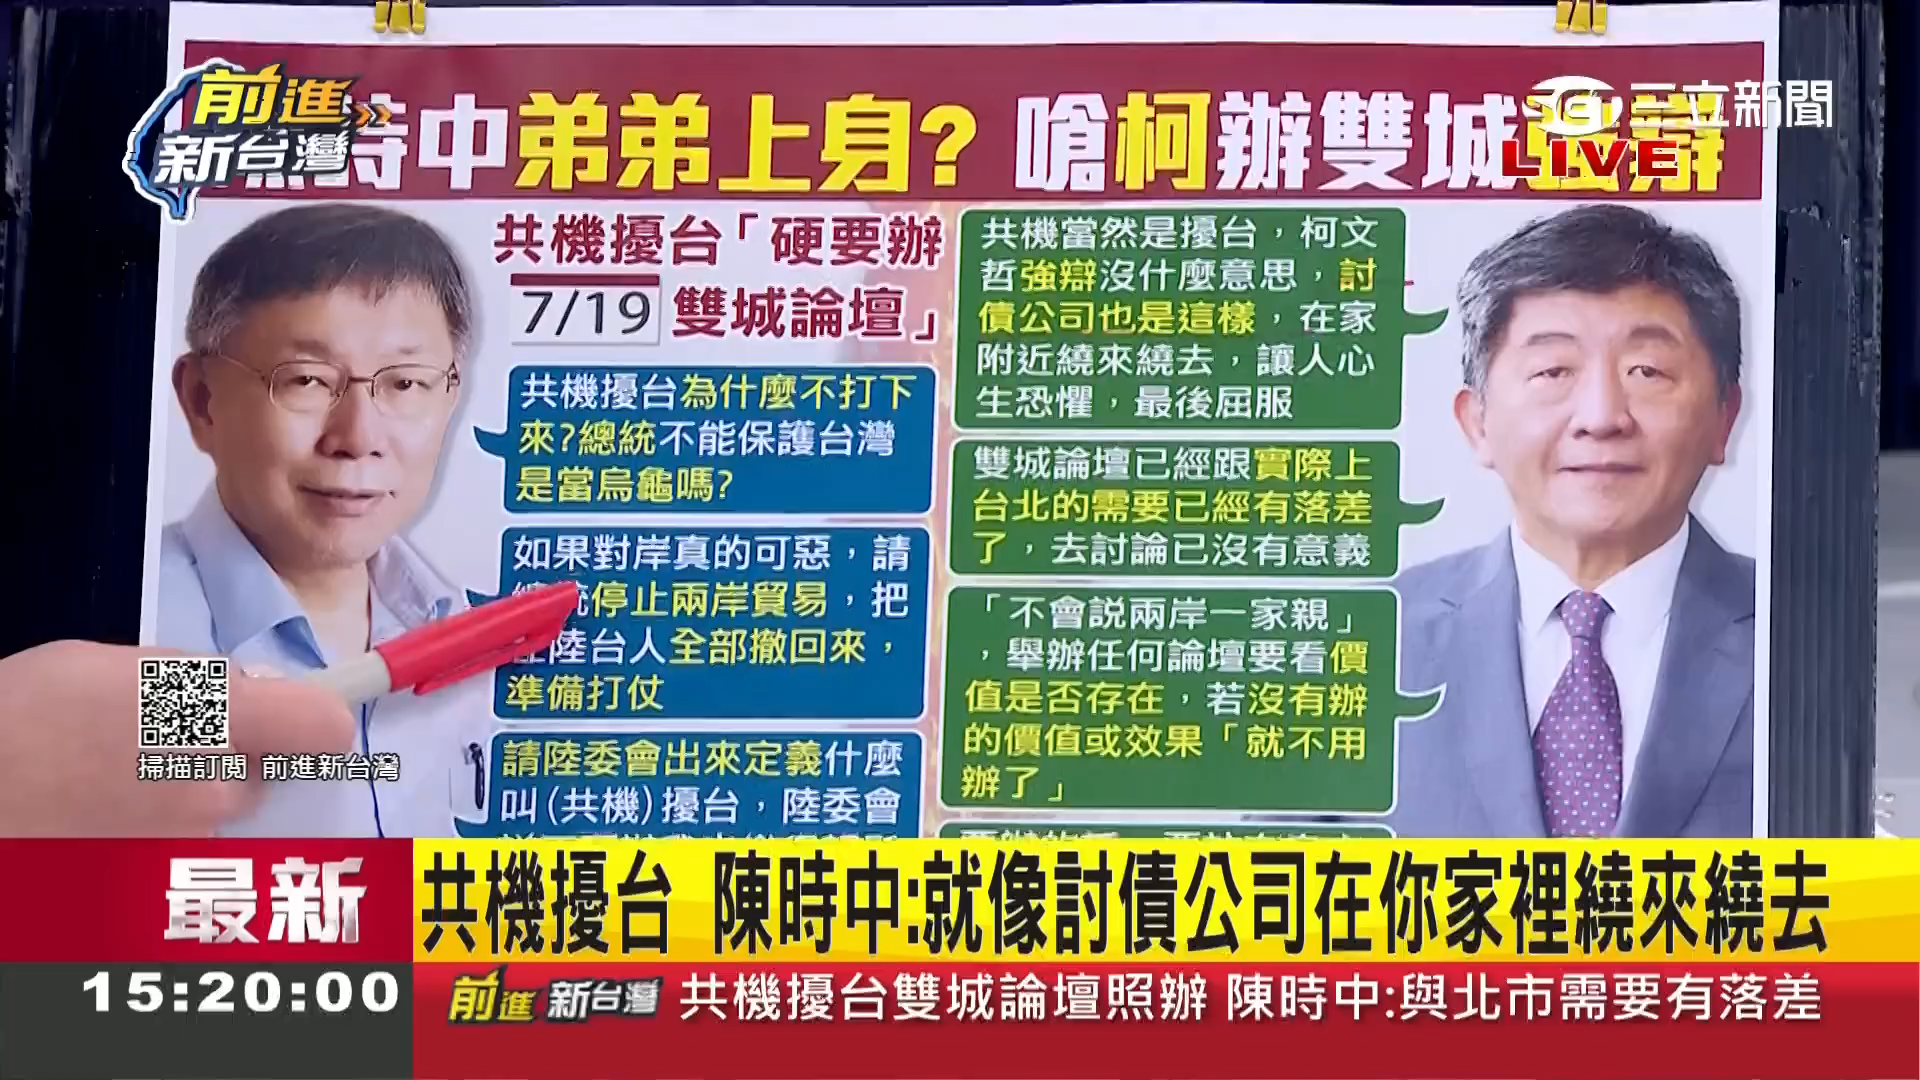 前進
新台灣
時中弟弟上身? 嗆柯辦雙城強辯
三立新聞
LIVE
共機擾台「硬要辦
7/19 雙城論壇」
共機擾台為什麼不打下
來?總統不能保護台灣
是當烏龜嗎?
如果對岸真的可惡，請
總統停止兩岸貿易，把
在陸台人全部撤回來，
準備打仗
請陸委會出來定義什麼
叫(共機)擾台，陸委會
共機當然是擾台，柯文
哲強辯沒什麼意思，討
債公司也是這樣，在家
附近繞來繞去，讓人心
生恐懼，最後屈服
雙城論壇已經跟實際上
台北的需要已經有落差
了，去討論已沒有意義
「不會說兩岸一家親」
，舉辦任何論壇要看價
值是否存在，若沒有辦
的價值或效果「就不用
辦了」
掃描訂閱 前進新台灣
最新
共機擾台 陳時中:就像討債公司在你家裡繞來繞去
15:20:00
前進新台灣 共機擾台雙城論壇照辦 陳時中:與北市需要有落差